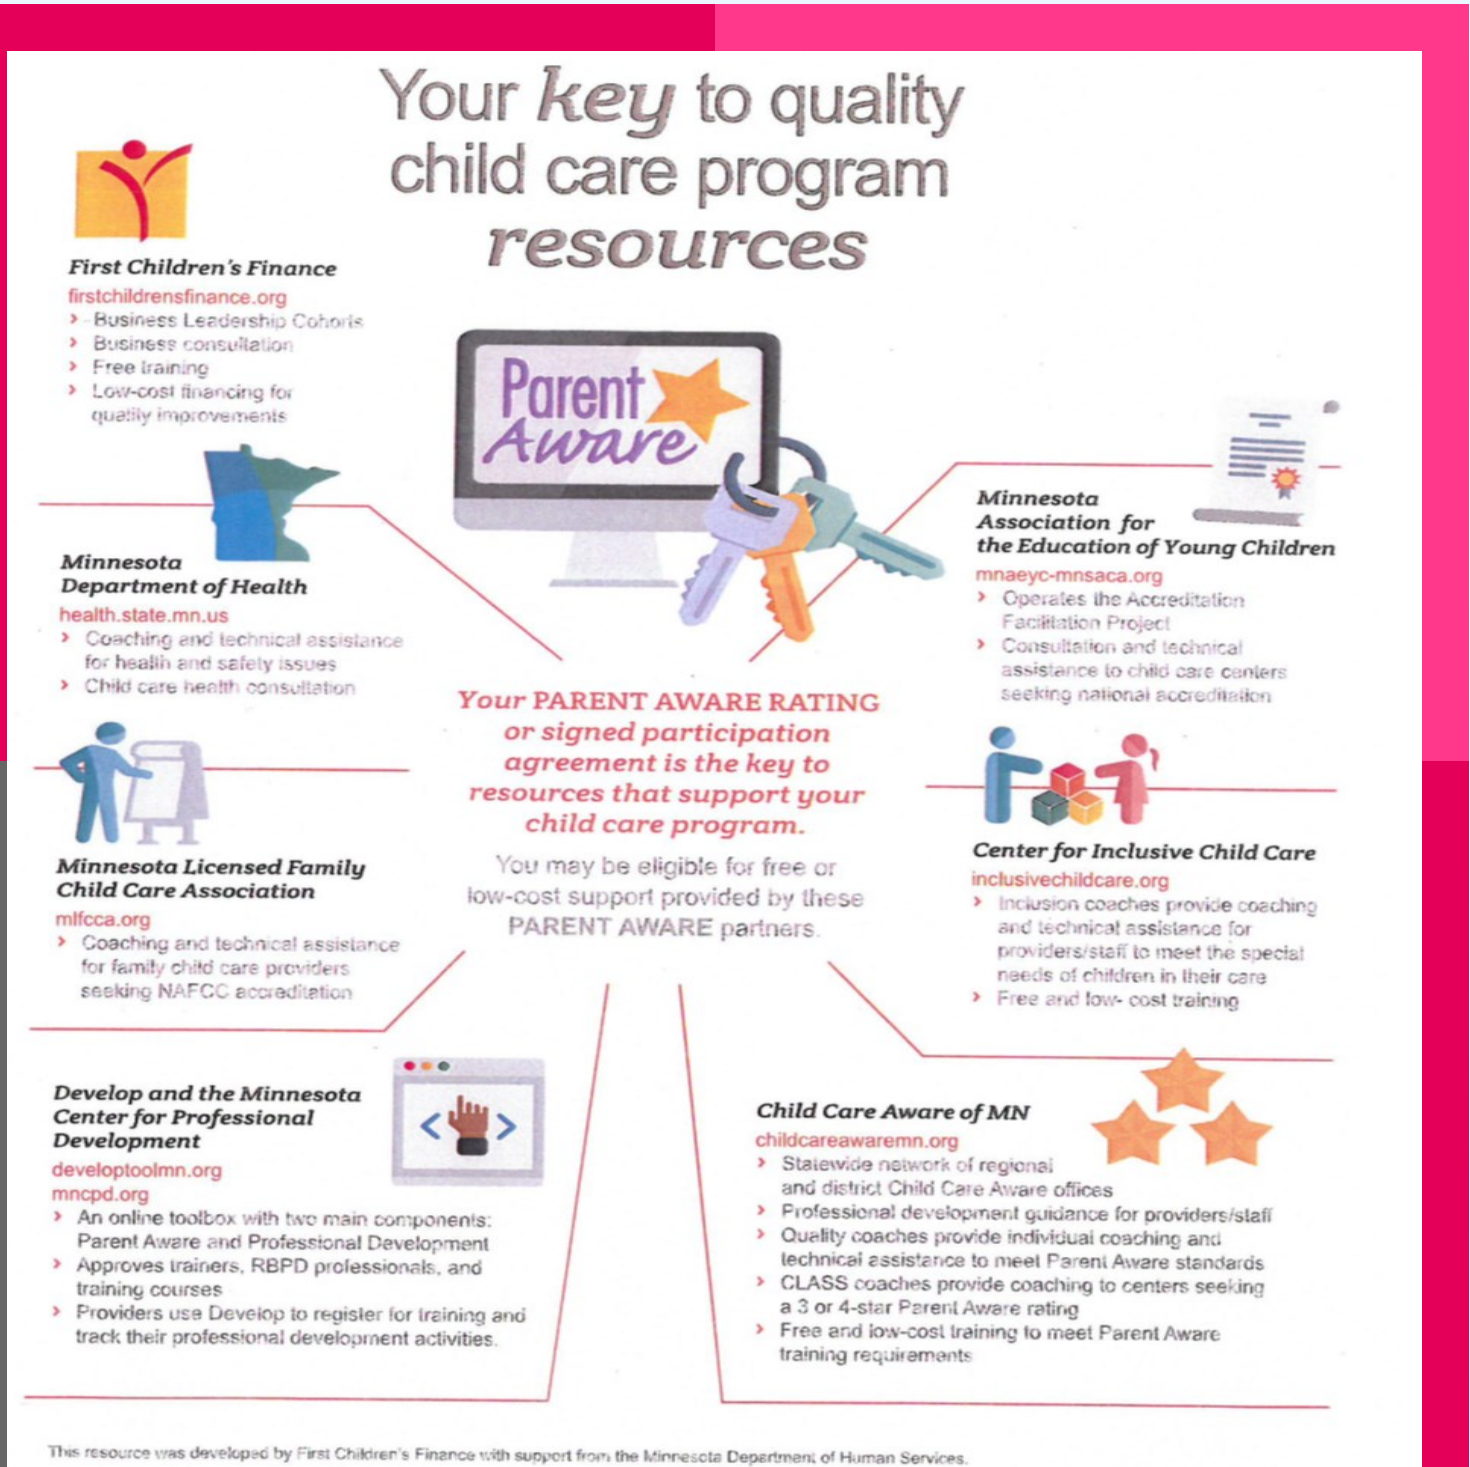 Your key to quality
child care program
resources
First Children's Finance
firstchildrensfinance.org
› Business Leadership Cohorts
› Business consultation
› Free training
› Low-cost financing for
quality improvements
Parent
Aware
Minnesota
Department of Health
health.state.mn.us
› Coaching and technical assistance
for health and safety issues
› Child care health consultation
Minnesota Licensed Family
Child Care Association
mlfcca.org
› Coaching and technical assistance
for family child care providers
seeking NAFCC accreditation
Develop and the Minnesota
Center for Professional
Development
developtoolmn.org
mncpd.org
› An online toolbox with two main components:
Parent Aware and Professional Development
› Approves trainers, RBPD professionals, and
training courses
› Providers use Develop to register for training and
track their professional development activities.
Your PARENT AWARE RATING
or signed participation
agreement is the key to
resources that support your
child care program.
You may be eligible for free or
low-cost support provided by these
PARENT AWARE partners.
Minnesota
Association for
the Education of Young Children
mnaeyc-mnsaca.org
› Operates the Accreditation
Facilitation Project
› Consultation and technical
assistance to child care centers
seeking national accreditation
Center for Inclusive Child Care
inclusivechildcare.org
› Inclusion coaches provide coaching
and technical assistance for
providers/staff to meet the special
needs of children in their care
› Free and low- cost training
Child Care Aware of MN
childcareawaremn.org
› Statewide network of regional
and district Child Care Aware offices
› Professional development guidance for providers/staff
› Quality coaches provide individual coaching and
technical assistance to meet Parent Aware standards
› CLASS coaches provide coaching to centers seeking
a 3 or 4-star Parent Aware rating
› Free and low-cost training to meet Parent Aware
training requirements
This resource was developed by First Children's Finance with support from the Minnesota Department of Human Services.